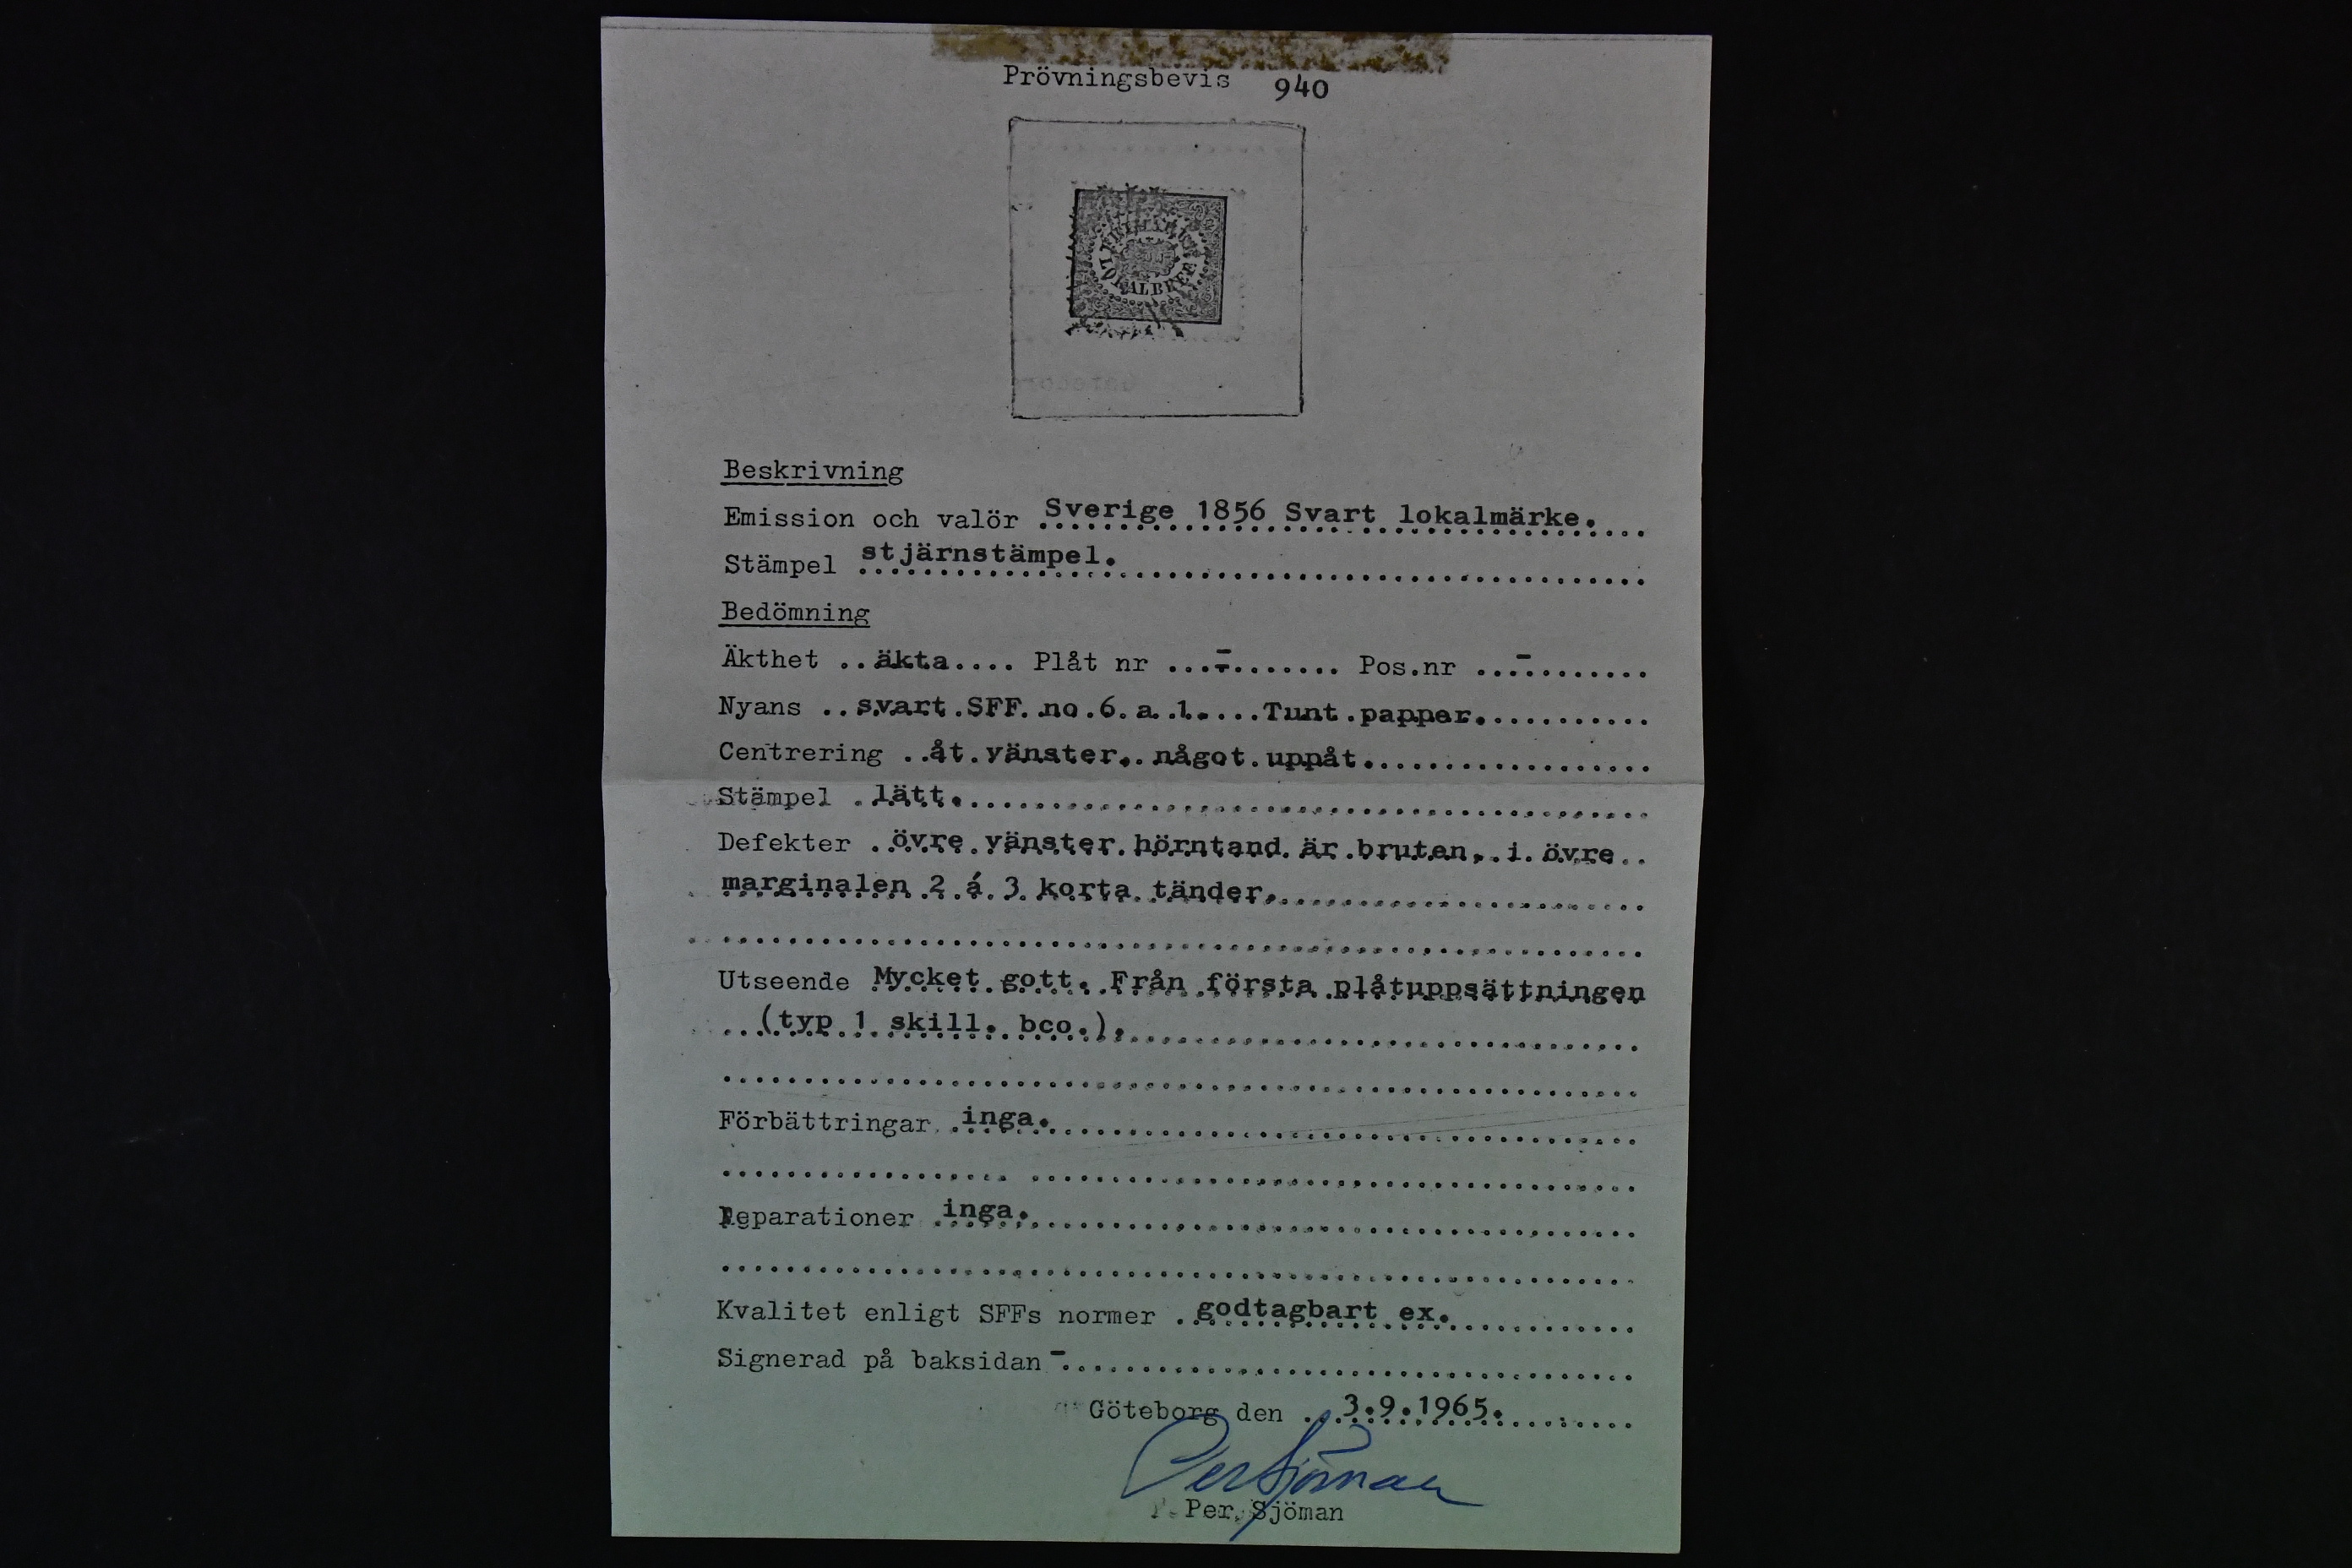 Prövningsbevis 940
FRIMÄRKE
LOKALBREF
Beskrivning
Emission och valör Sverige 1856 Svart lokalmärke.
Stämpel stjärnstämpel.
Bedömning
Äkthet ..äkta.... Plåt nr ...-....... Pos.nr ...-.......
Nyans ..svart.SFF.no.6.a.1....Tunt.papper...........
Centrering ..åt.vänster..något.uppåt..................
Stämpel .lätt.
Defekter .övre.vänster.hörntand.är.bruten,.i.övre..
marginalen 2 á 3 korta tänder.
Utseende Mycket gott. Från första plåtuppsättningen
(typ 1 skill. bco.).
Förbättringar inga.
Reparationer inga.
Kvalitet enligt SFFs normer .godtagbart ex.
Signerad på baksidan -
Göteborg den ..3.9.1965.
Per Sjöman
Per Sjöman